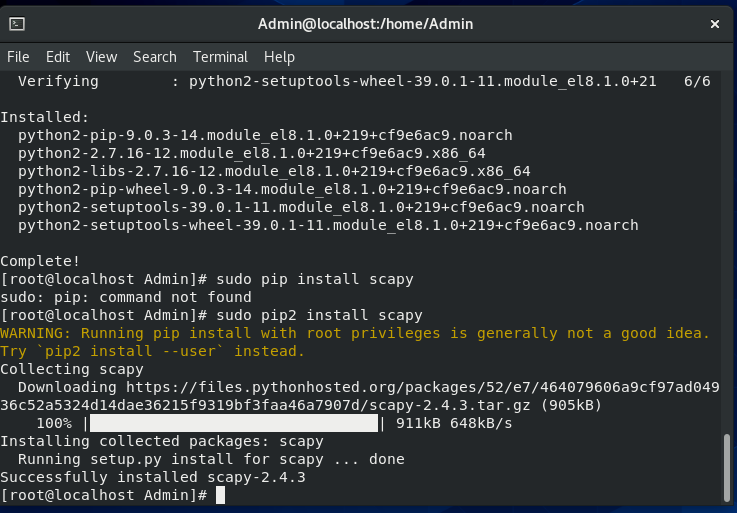 Admin@localhost:/home/Admin
File Edit View Search Terminal Help
  Verifying        : python2-setuptools-wheel-39.0.1-11.module_el8.1.0+21   6/6

Installed:
  python2-pip-9.0.3-14.module_el8.1.0+219+cf9e6ac9.noarch
  python2-2.7.16-12.module_el8.1.0+219+cf9e6ac9.x86_64
  python2-libs-2.7.16-12.module_el8.1.0+219+cf9e6ac9.x86_64
  python2-pip-wheel-9.0.3-14.module_el8.1.0+219+cf9e6ac9.noarch
  python2-setuptools-39.0.1-11.module_el8.1.0+219+cf9e6ac9.noarch
  python2-setuptools-wheel-39.0.1-11.module_el8.1.0+219+cf9e6ac9.noarch

Complete!
[root@localhost Admin]# sudo pip install scapy
sudo: pip: command not found
[root@localhost Admin]# sudo pip2 install scapy
WARNING: Running pip install with root privileges is generally not a good idea.
Try `pip2 install --user` instead.
Collecting scapy
  Downloading https://files.pythonhosted.org/packages/52/e7/464079606a9cf97ad049
36c52a5324d14dae36215f9319bf3faa46a7907d/scapy-2.4.3.tar.gz (905kB)
    100% |████████████████████████████████| 911kB 648kB/s
Installing collected packages: scapy
  Running setup.py install for scapy ... done
Successfully installed scapy-2.4.3
[root@localhost Admin]#